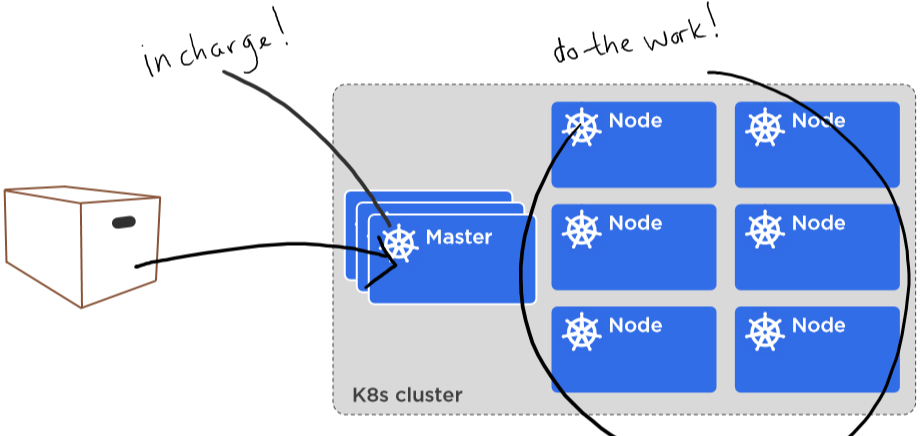 in charge!
do the work!
Node
Node
Master
Node
Node
Node
Node
K8s cluster